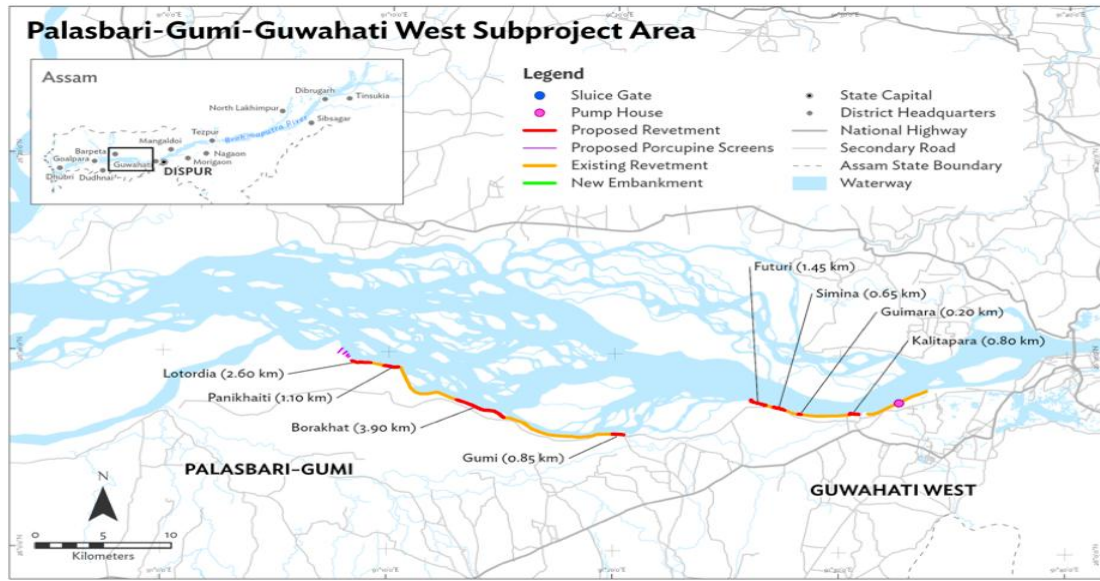 Palasbari-Gumi-Guwahati West Subproject Area
Assam
Dibrugarh
North Lakhimpur
Tinsukia
Sibsagar
Brahmaputra River
Tezpur
Mangaldoi
Barpeta
Nagaon
Goalpara
Guwahati
Morigaon
DISPUR
Dhubri
Dudhnai
Legend
Sluice Gate
Pump House
Proposed Revetment
Proposed Porcupine Screens
Existing Revetment
New Embankment
State Capital
District Headquarters
National Highway
Secondary Road
Assam State Boundary
Waterway
Futuri (1.45 km)
Simina (0.65 km)
Guimara (0.20 km)
Kalitapara (0.80 km)
Lotordia (2.60 km)
Panikhaiti (1.10 km)
Borakhat (3.90 km)
Gumi (0.85 km)
PALASBARI-GUMI
GUWAHATI WEST
N
0 5 10
Kilometers